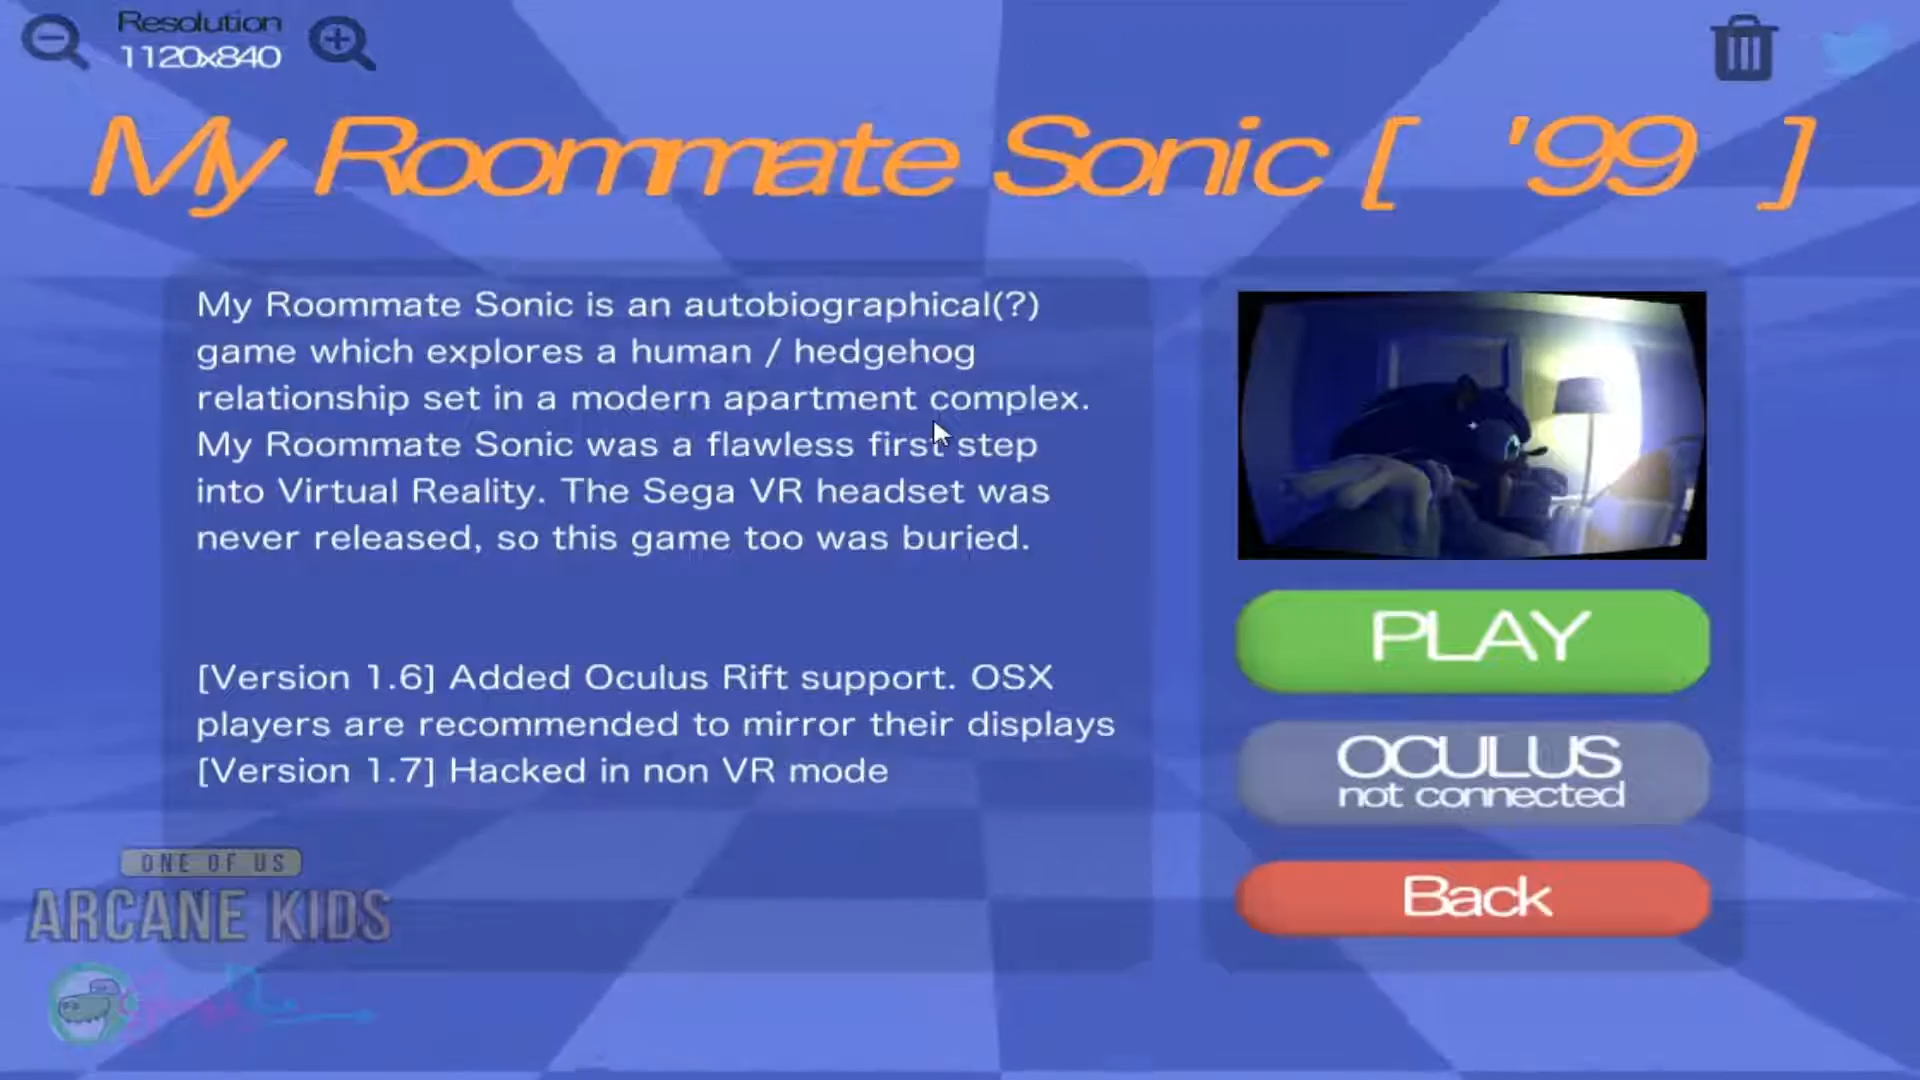 Resolution
1120x840
My Roommate Sonic [ '99 ]
My Roommate Sonic is an autobiographical(?)
game which explores a human / hedgehog
relationship set in a modern apartment complex.
My Roommate Sonic was a flawless first step
into Virtual Reality. The Sega VR headset was
never released, so this game too was buried.
[Version 1.6] Added Oculus Rift support. OSX
players are recommended to mirror their displays
[Version 1.7] Hacked in non VR mode
PLAY
OCULUS
not connected
Back
ONE OF US
ARCANE KIDS